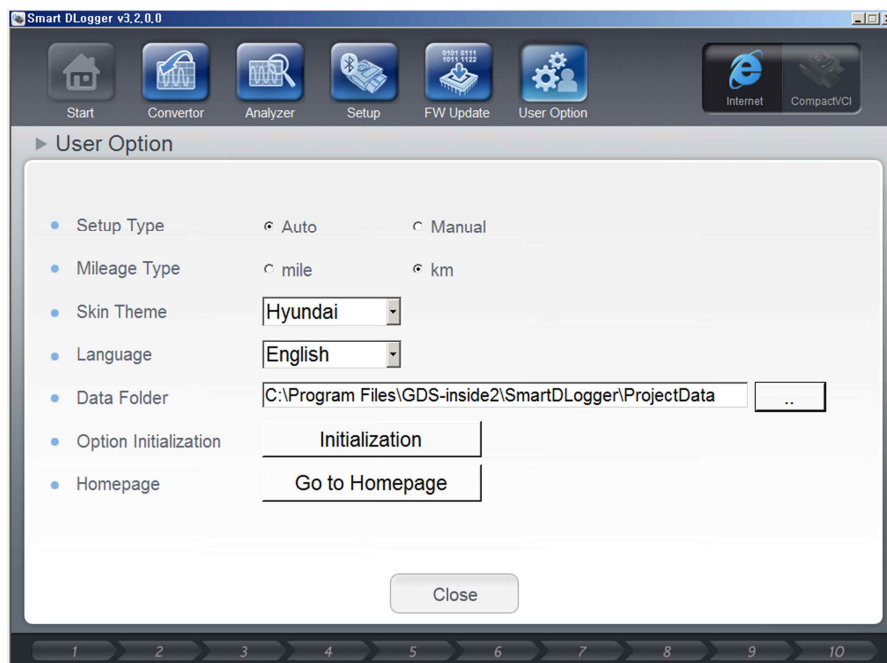 Smart DLogger v3,2,0,0
0101 0111
1011 1122
Start Convertor Analyzer Setup FW Update User Option Internet CompactVCI
User Option
Setup Type Auto Manual
Mileage Type mile km
Skin Theme Hyundai
Language English
Data Folder C:\Program Files\GDS-inside2\SmartDLogger\ProjectData ..
Option Initialization Initialization
Homepage Go to Homepage
Close
1 2 3 4 5 6 7 8 9 10